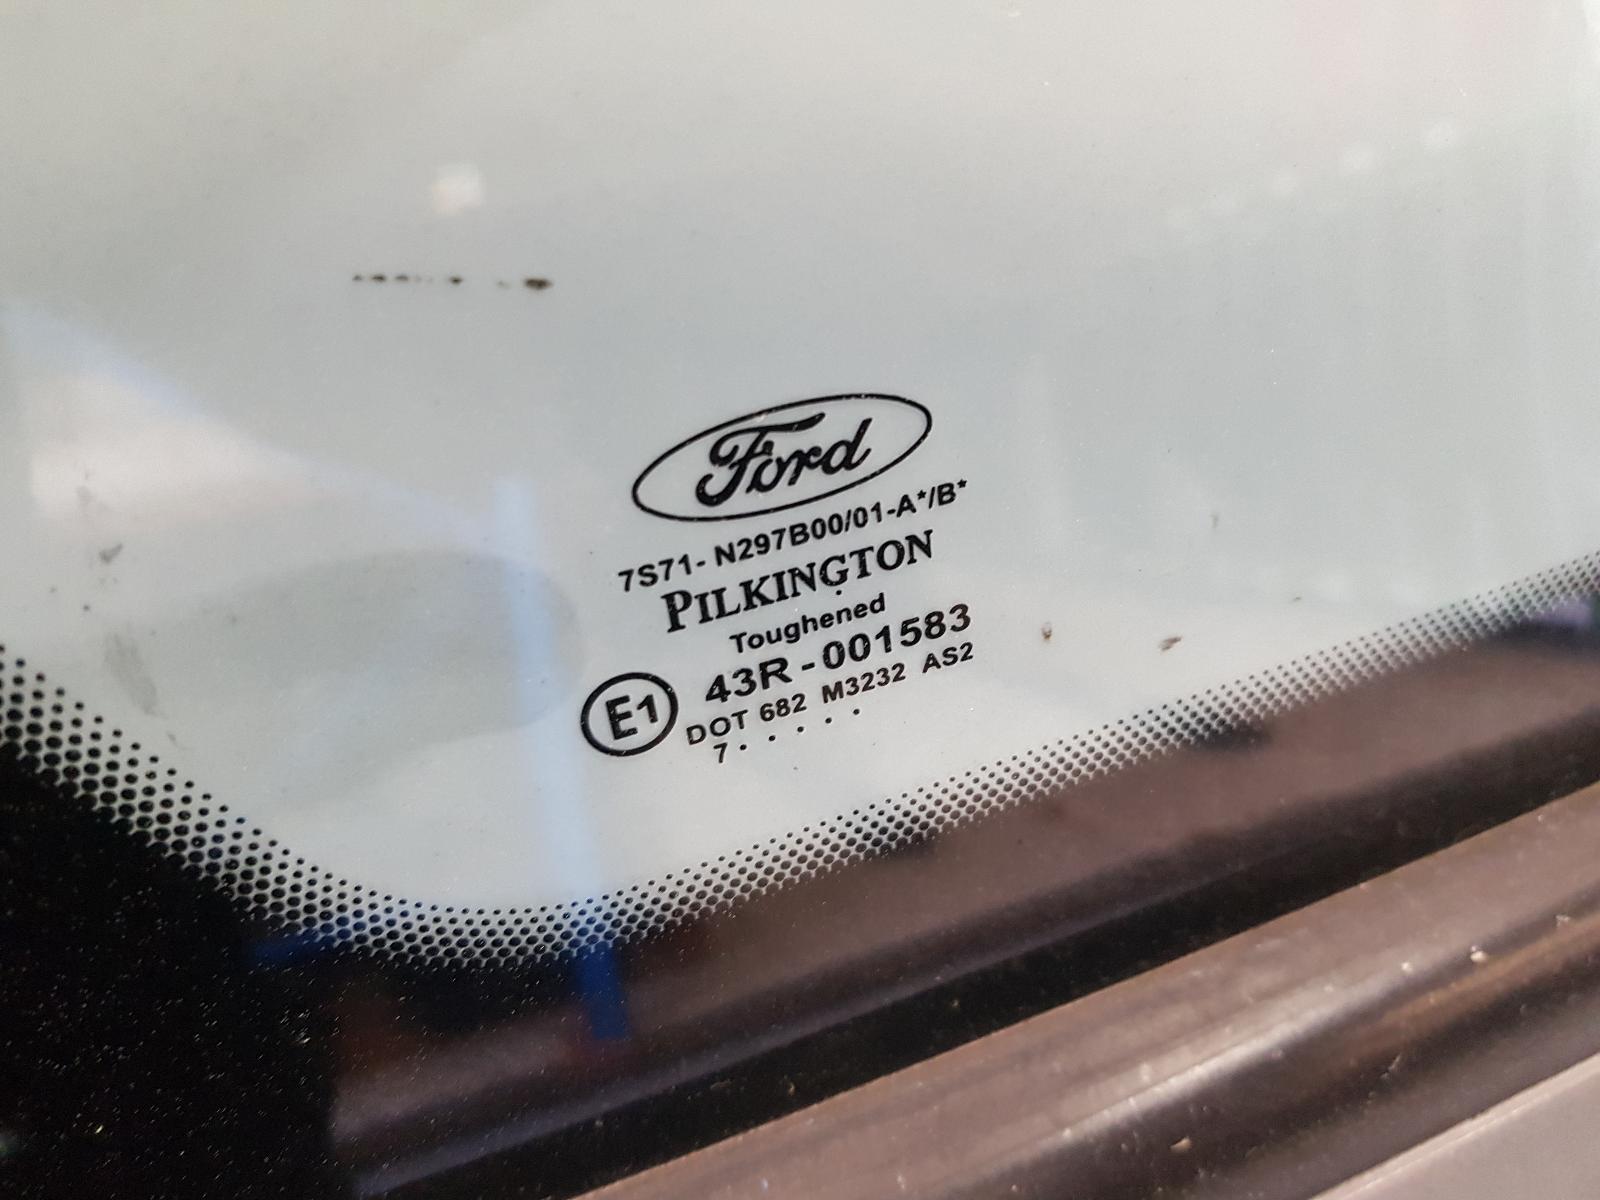 Ford
7S71- N297B00/01-A*/B*
PILKINGTON
Toughened
E1 43R-001583
DOT 682 M3232 AS2
7 · · · · ·